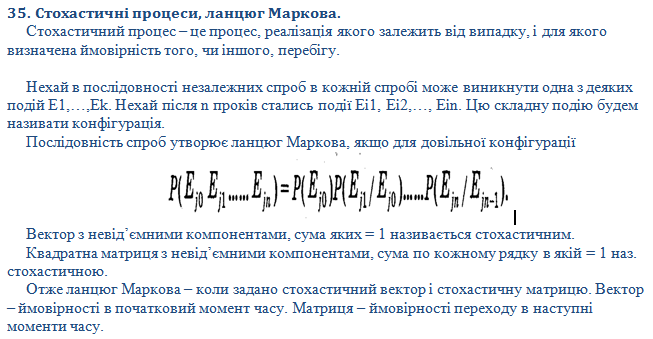 35. Стохастичні процеси, ланцюг Маркова.
Стохастичний процес – це процес, реалізація якого залежить від випадку, і для якого
визначена ймовірність того, чи іншого, перебігу.
Нехай в послідовності незалежних спроб в кожній спробі може виникнути одна з деяких
подій E1,…,Ek. Нехай після n проків стались події Ei1, Ei2,…, Ein. Цю складну подію будем
називати конфігурація.
Послідовність спроб утворює ланцюг Маркова, якщо для довільної конфігурації
P(E_{j0} E_{j1}......E_{jn})=P(E_{j0})P(E_{j1}/E_{j0})......P(E_{jn}/E_{jn-1}).
Вектор з невід’ємними компонентами, сума яких = 1 називається стохастичним.
Квадратна матриця з невід’ємними компонентами, сума по кожному рядку в якій = 1 наз.
стохастичною.
Отже ланцюг Маркова – коли задано стохастичний вектор і стохастичну матрицю. Вектор
– ймовірності в початковий момент часу. Матриця – ймовірності переходу в наступні
моменти часу.